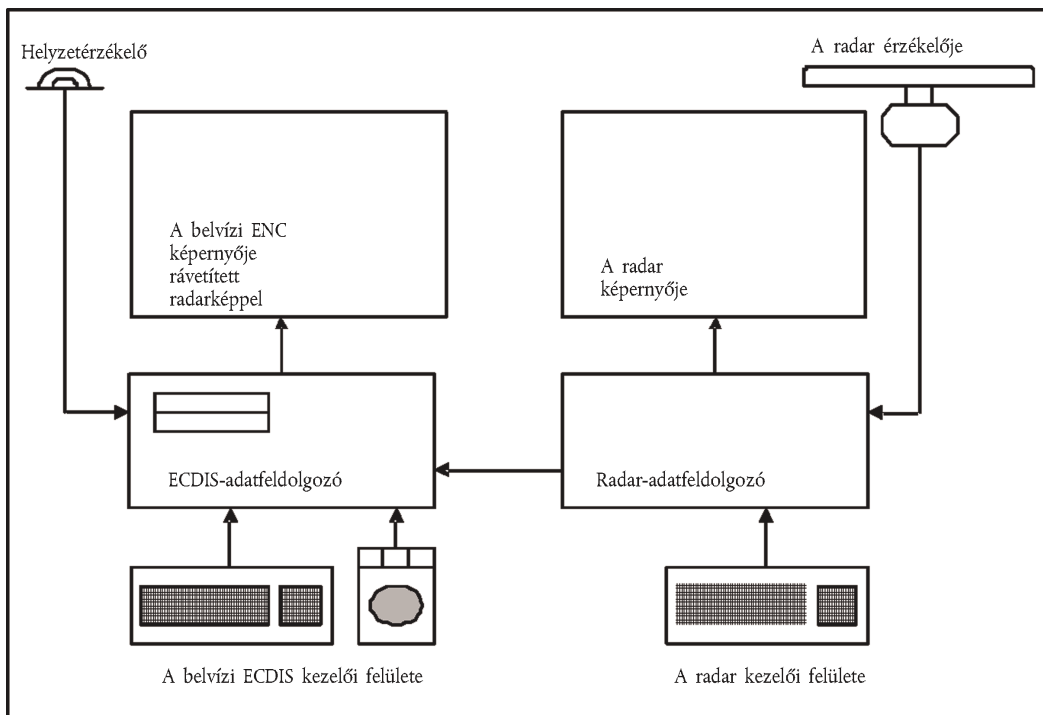 Helyzetérzékelő
A radar érzékelője
A belvízi ENC
képernyője
rávetített
radarképpel
A radar
képernyője
ECDIS-adatfeldolgozó
Radar-adatfeldolgozó
A belvízi ECDIS kezelői felülete
A radar kezelői felülete